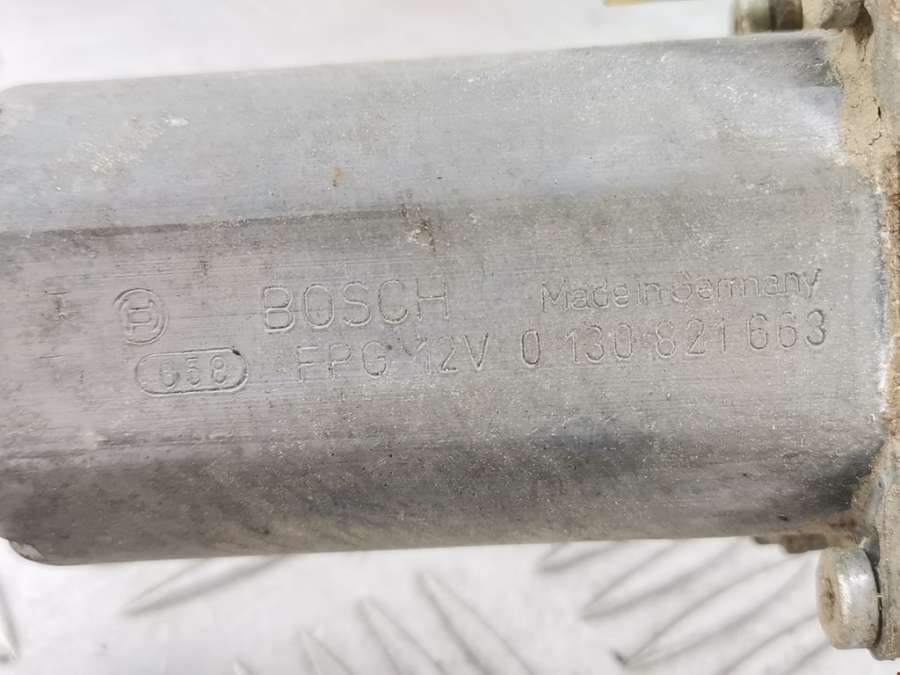 BOSCH Made in Germany
658 FPG 12V 0 130 821 663